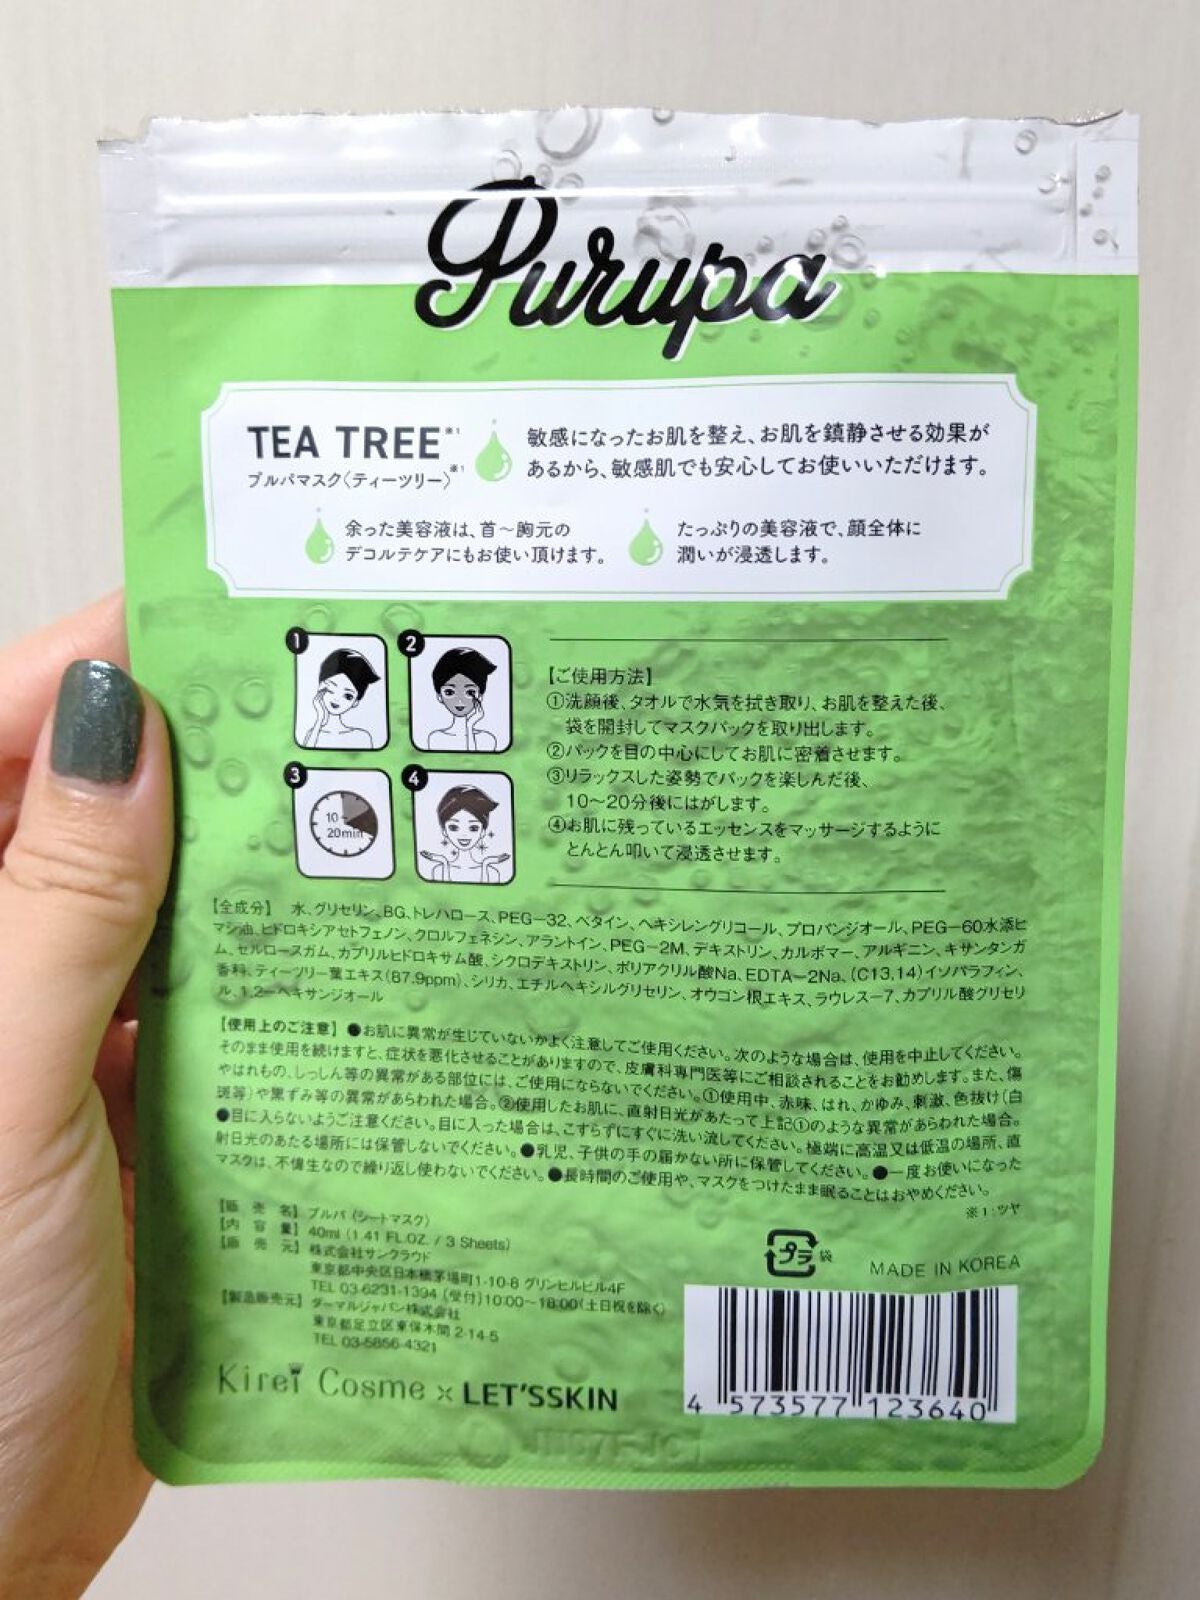 Purupa
TEA TREE※1
プルパマスク〈ティーツリー〉※1
敏感になったお肌を整え、お肌を鎮静させる効果が
あるから、敏感肌でも安心してお使いいただけます。
余った美容液は、首～胸元の
デコルテケアにもお使い頂けます。
たっぷりの美容液で、顔全体に
潤いが浸透します。
1
2
3
10~
20min
4
【ご使用方法】
①洗顔後、タオルで水気を拭き取り、お肌を整えた後、
袋を開封してマスクパックを取り出します。
②パックを目の中心にしてお肌に密着させます。
③リラックスした姿勢でパックを楽しんだ後、
10～20分後にはがします。
④お肌に残っているエッセンスをマッサージするように
とんとん叩いて浸透させます。
【全成分】 水、グリセリン、BG、トレハロース、PEG－32、ベタイン、ヘキシレングリコール、プロパンジオール、PEG－60水添ヒ
マシ油、ヒドロキシアセトフェノン、クロルフェネシン、アラントイン、PEG－2M、デキストリン、カルボマー、アルギニン、キサンタンガ
ム、セルロースガム、カプリルヒドロキサム酸、シクロデキストリン、ポリアクリル酸Na、EDTA－2Na、(C13,14)イソパラフィン、
香料、ティーツリー葉エキス(87.9ppm)、シリカ、エチルヘキシルグリセリン、オウゴン根エキス、ラウレス－7、カプリル酸グリセリ
ル、1,2－ヘキサンジオール
【使用上のご注意】●お肌に異常が生じていないかよく注意してご使用ください。次のような場合は、使用を中止してください。
そのまま使用を続けますと、症状を悪化させることがありますので、皮膚科専門医等にご相談されることをお勧めします。また、傷
やはれもの、しっしん等の異常がある部位には、ご使用にならないでください。①使用中、赤味、はれ、かゆみ、刺激、色抜け(白
斑等)や黒ずみ等の異常があらわれた場合。②使用したお肌に、直射日光があたって上記①のような異常があらわれた場合。
●目に入らないようご注意ください。目に入った場合は、こすらずにすぐに洗い流してください。極端に高温又は低温の場所、直
射日光のあたる場所には保管しないでください。●乳児、子供の手の届かない所に保管してください。●一度お使いになった
マスクは、不衛生なので繰り返し使わないでください。●長時間のご使用や、マスクをつけたまま眠ることはおやめください。
※1:ツヤ
【販売名】プルパ (シートマスク)
【内容量】40ml (1.41 FL.OZ. / 3 Sheets)
【販売元】株式会社サンクラウド
東京都中央区日本橋茅場町1-10-8 グリンヒルビル4F
TEL 03-6231-1394 (受付)10:00～18:00(土日祝を除く)
【製造販売元】ダーマルジャパン株式会社
東京都足立区東保木間 2-14-5
TEL 03-5856-4321
プラ 袋
MADE IN KOREA
Kirei Cosme × LET'SSKIN
4 573577 123640